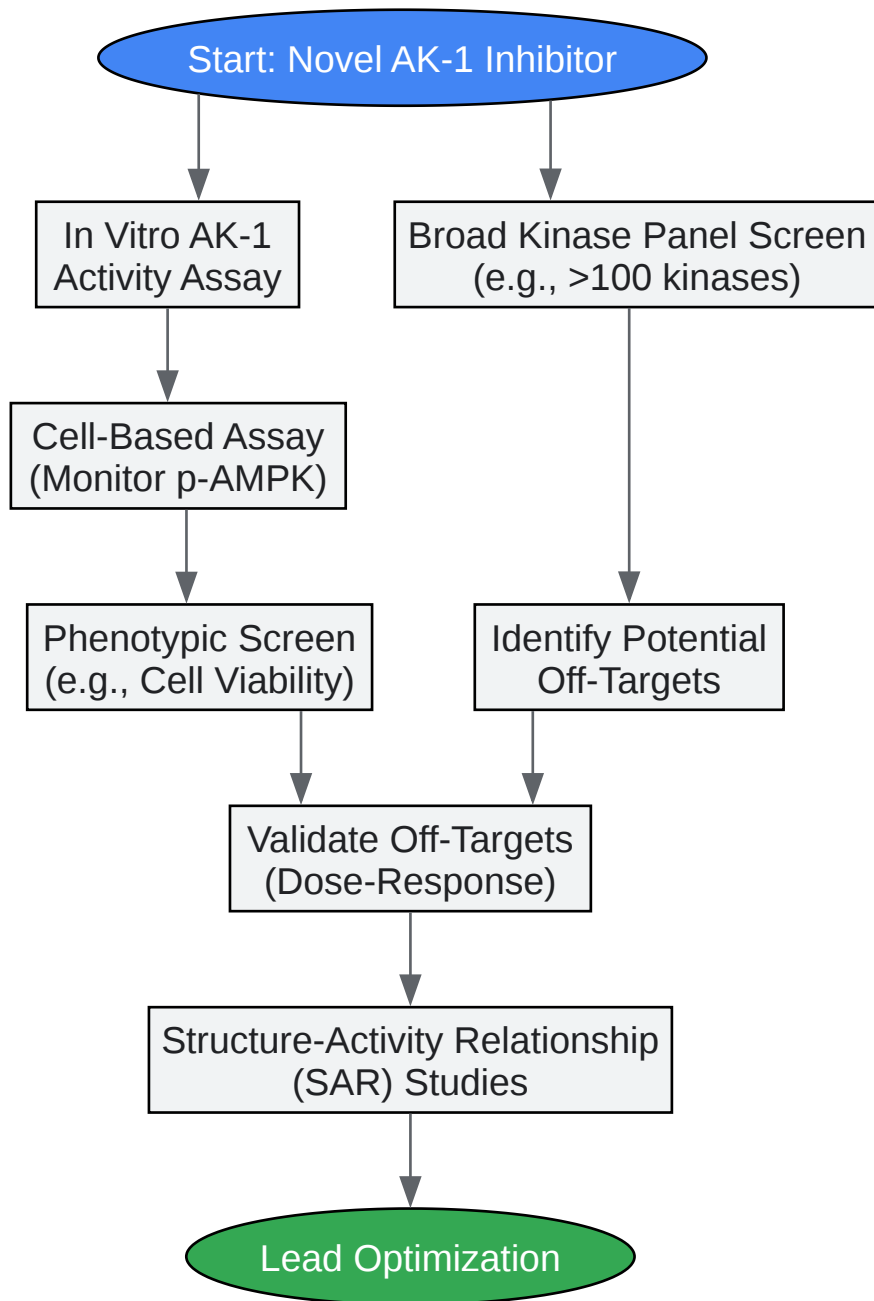 Start: Novel AK-1 Inhibitor
In Vitro AK-1
Activity Assay
Broad Kinase Panel Screen
(e.g., >100 kinases)
Cell-Based Assay
(Monitor p-AMPK)
Phenotypic Screen
(e.g., Cell Viability)
Identify Potential
Off-Targets
Validate Off-Targets
(Dose-Response)
Structure-Activity Relationship
(SAR) Studies
Lead Optimization